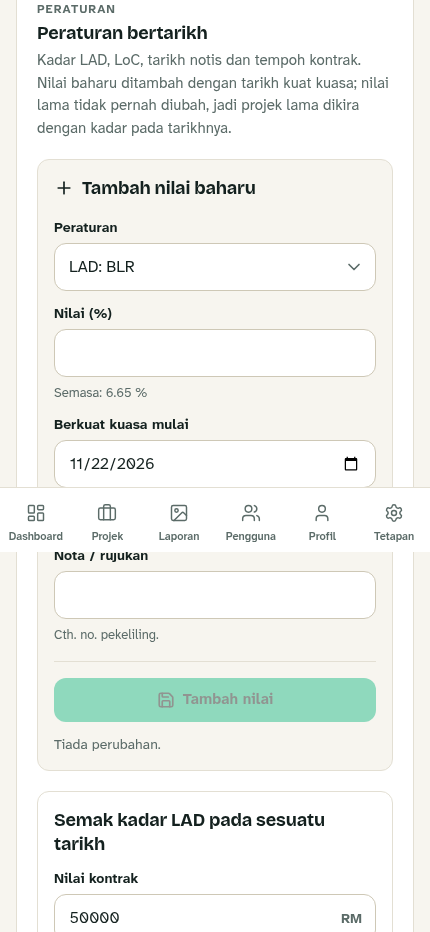 PERATURAN
Peraturan bertarikh
Kadar LAD, LoC, tarikh notis dan tempoh kontrak.
Nilai baharu ditambah dengan tarikh kuat kuasa; nilai
lama tidak pernah diubah, jadi projek lama dikira
dengan kadar pada tarikhnya.
Tambah nilai baharu
Peraturan
LAD: BLR
Nilai (%)
Semasa: 6.65 %
Berkuat kuasa mulai
11/22/2026
Dashboard Projek Laporan Pengguna Profil Tetapan
Nota / rujukan
Cth. no. pekeliling.
Tambah nilai
Tiada perubahan.
Semak kadar LAD pada sesuatu
tarikh
Nilai kontrak
50000 RM